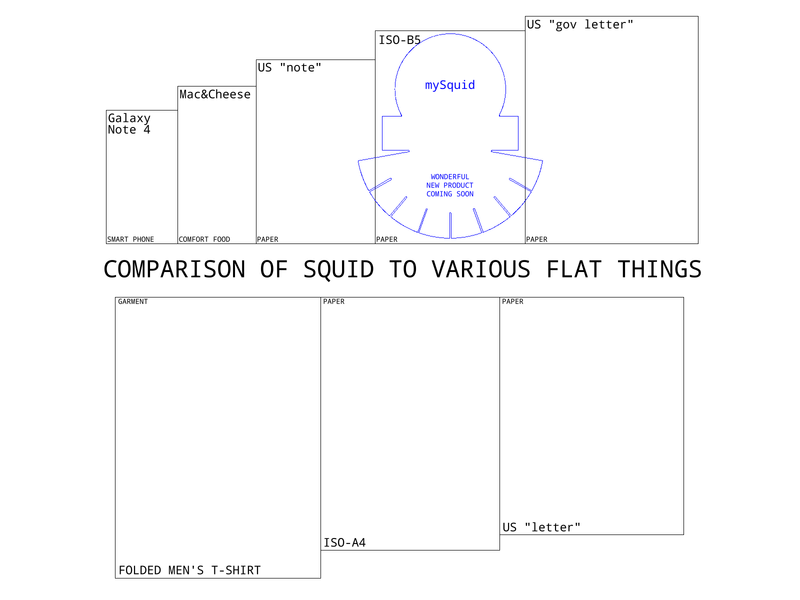 US "gov letter"
ISO-B5
US "note"
mySquid
Mac&Cheese
Galaxy
Note 4
WONDERFUL
NEW PRODUCT
COMING SOON
SMART PHONE
COMFORT FOOD
PAPER
PAPER
PAPER
COMPARISON OF SQUID TO VARIOUS FLAT THINGS
GARMENT
PAPER
PAPER
US "letter"
ISO-A4
FOLDED MEN'S T-SHIRT